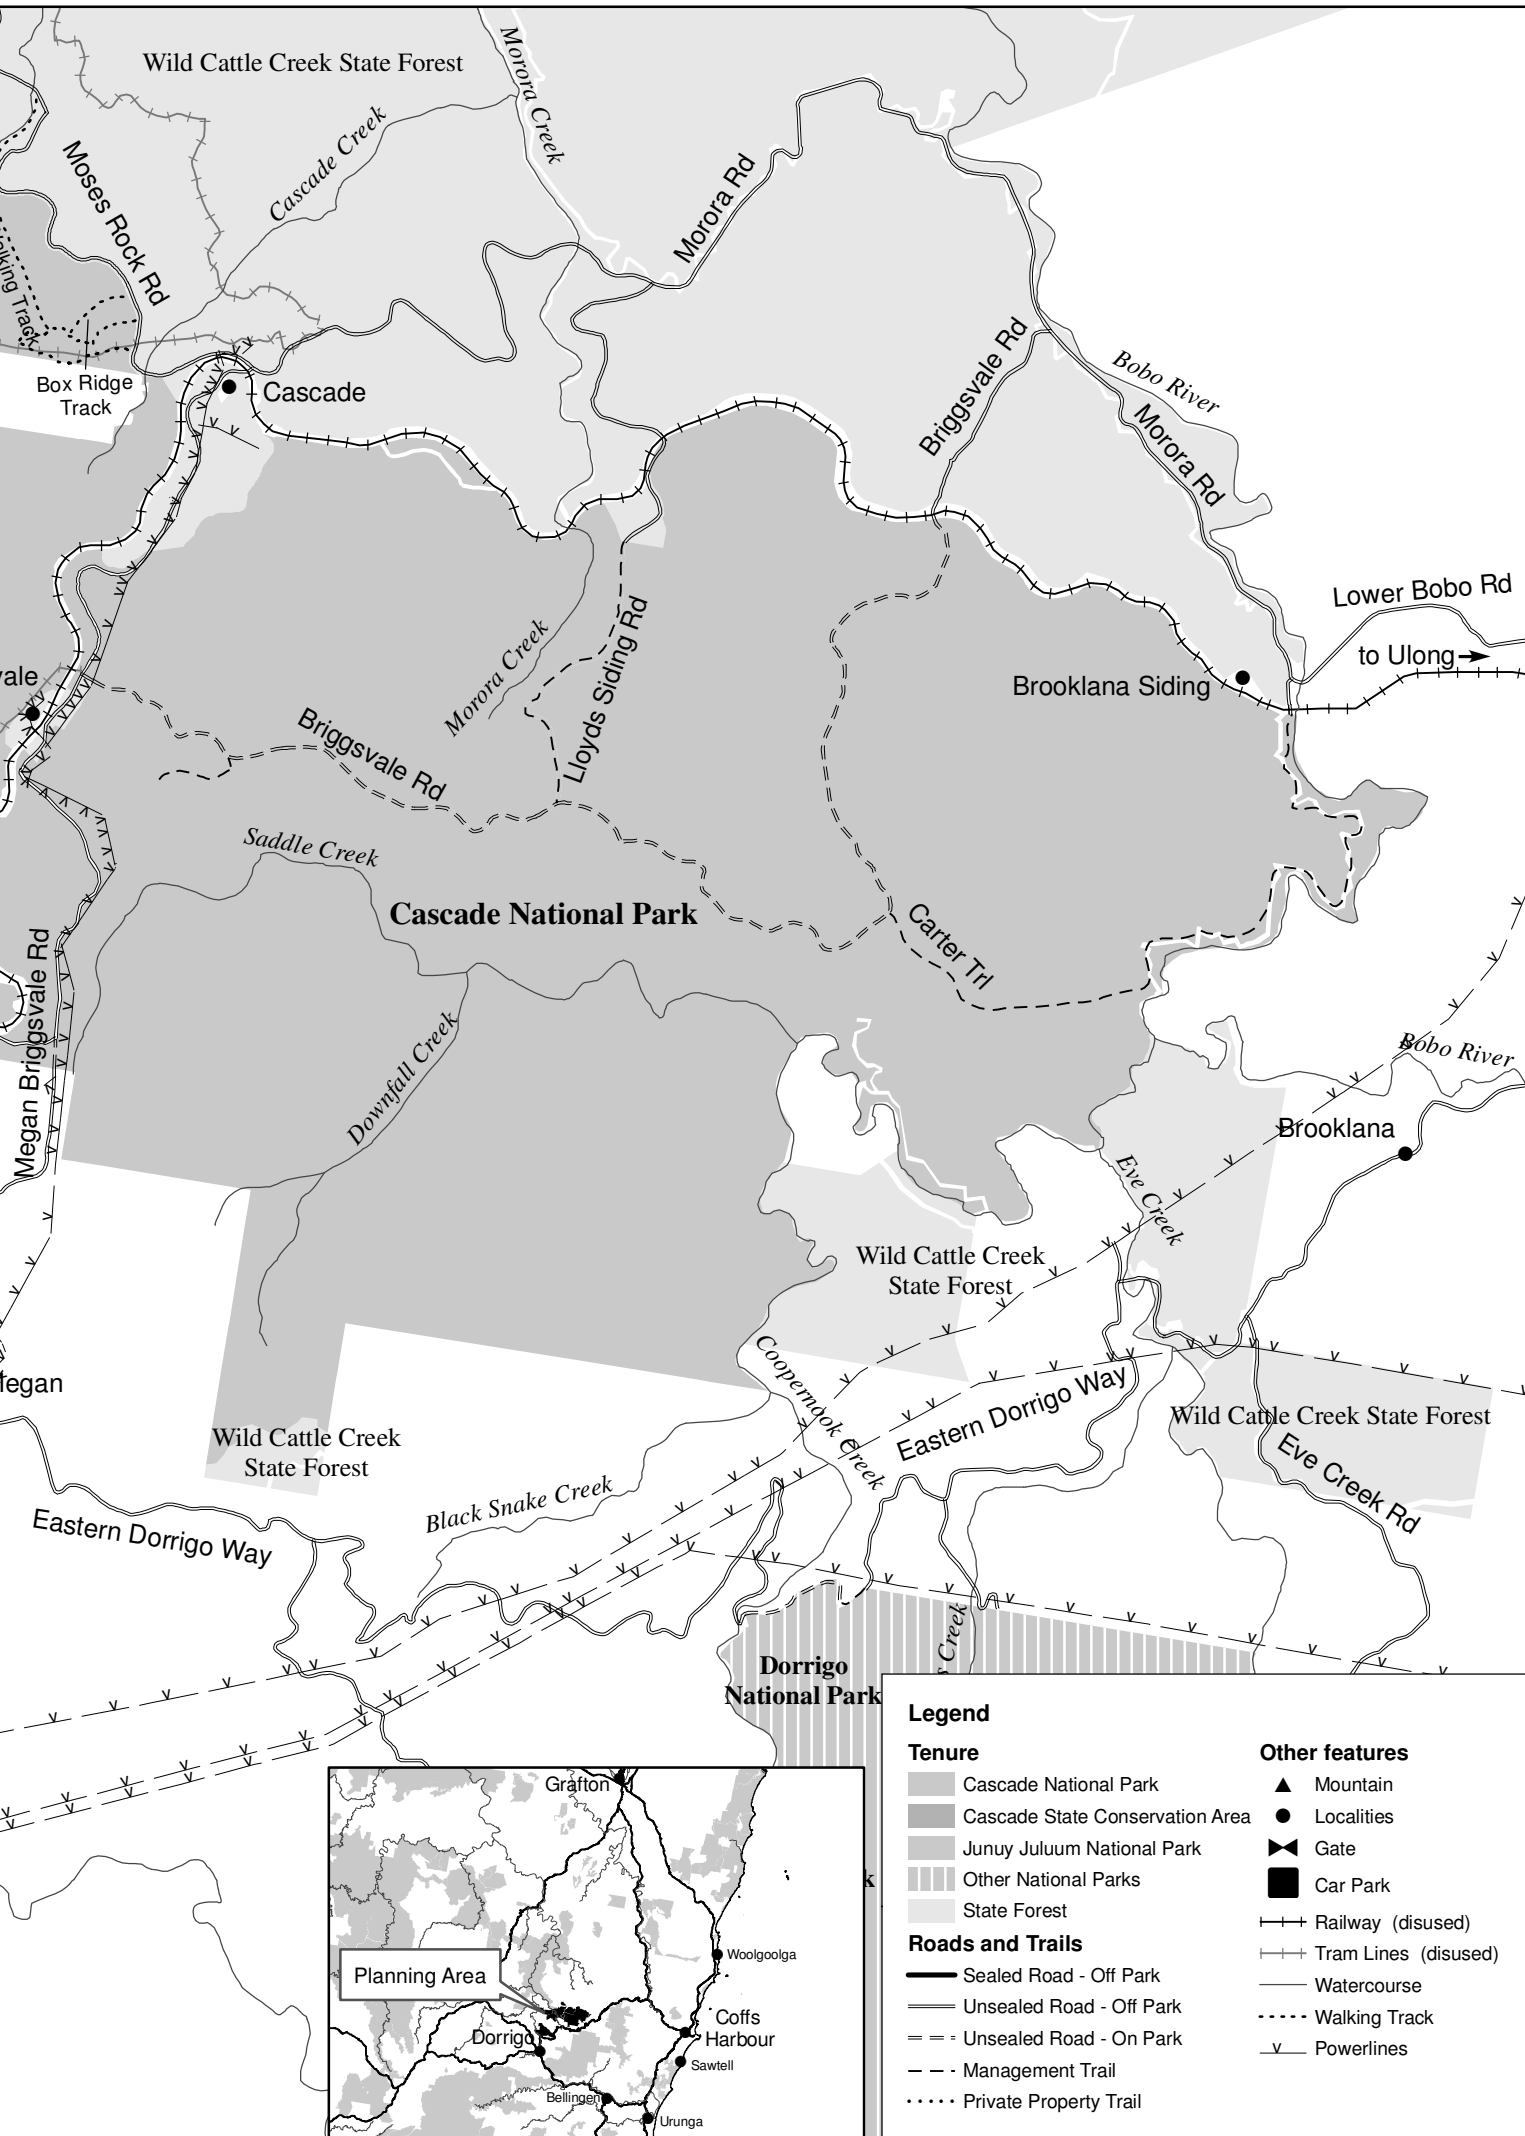 Wild Cattle Creek State Forest
Morora Creek
Cascade Creek
Moses Rock Rd
Morora Rd
Walking Track
Box Ridge
Track
Cascade
Briggsvale Rd
Bobo River
Morora Rd
Lower Bobo Rd
to Ulong
Brooklana Siding
vale
Morora Creek
Lloyds Siding Rd
Briggsvale Rd
Saddle Creek
Cascade National Park
Carter Trl
Megan Briggsvale Rd
Downfall Creek
Bobo River
Brooklana
Eve Creek
Wild Cattle Creek
State Forest
Coopernook Creek
egan
Eastern Dorrigo Way
Wild Cattle Creek State Forest
Eve Creek Rd
Wild Cattle Creek
State Forest
Black Snake Creek
Eastern Dorrigo Way
s Creek
Dorrigo
National Park
k
Legend
Tenure
Cascade National Park
Cascade State Conservation Area
Junuy Juluum National Park
Other National Parks
State Forest
Roads and Trails
Sealed Road - Off Park
Unsealed Road - Off Park
Unsealed Road - On Park
Management Trail
Private Property Trail
Other features
Mountain
Localities
Gate
Car Park
Railway (disused)
Tram Lines (disused)
Watercourse
Walking Track
Powerlines
Grafton
Woolgoolga
Planning Area
Coffs
Harbour
Dorrigo
Sawtell
Bellingen
Urunga